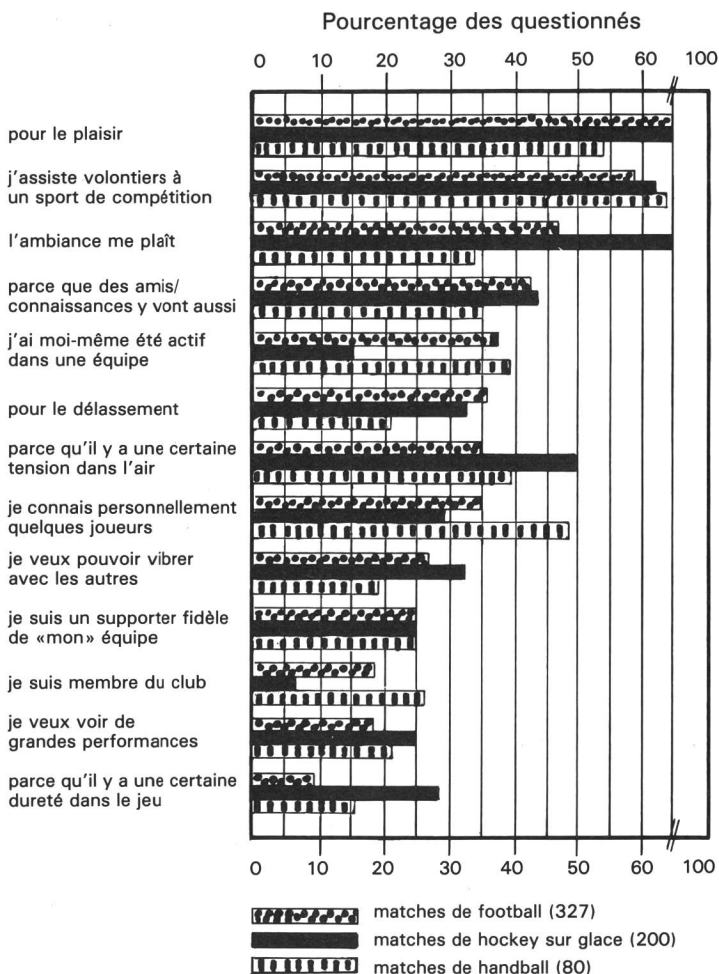 Pourcentage des questionnés
0 10 20 30 40 50 60 100
pour le plaisir
j'assiste volontiers à
un sport de compétition
l'ambiance me plaît
parce que des amis/
connaissances y vont aussi
j'ai moi-même été actif
dans une équipe
pour le délassement
parce qu'il y a une certaine
tension dans l'air
je connais personnellement
quelques joueurs
je veux pouvoir vibrer
avec les autres
je suis un supporter fidèle
de «mon» équipe
je suis membre du club
je veux voir de
grandes performances
parce qu'il y a une certaine
dureté dans le jeu
0 10 20 30 40 50 60 100
matches de football (327)
matches de hockey sur glace (200)
matches de handball (80)